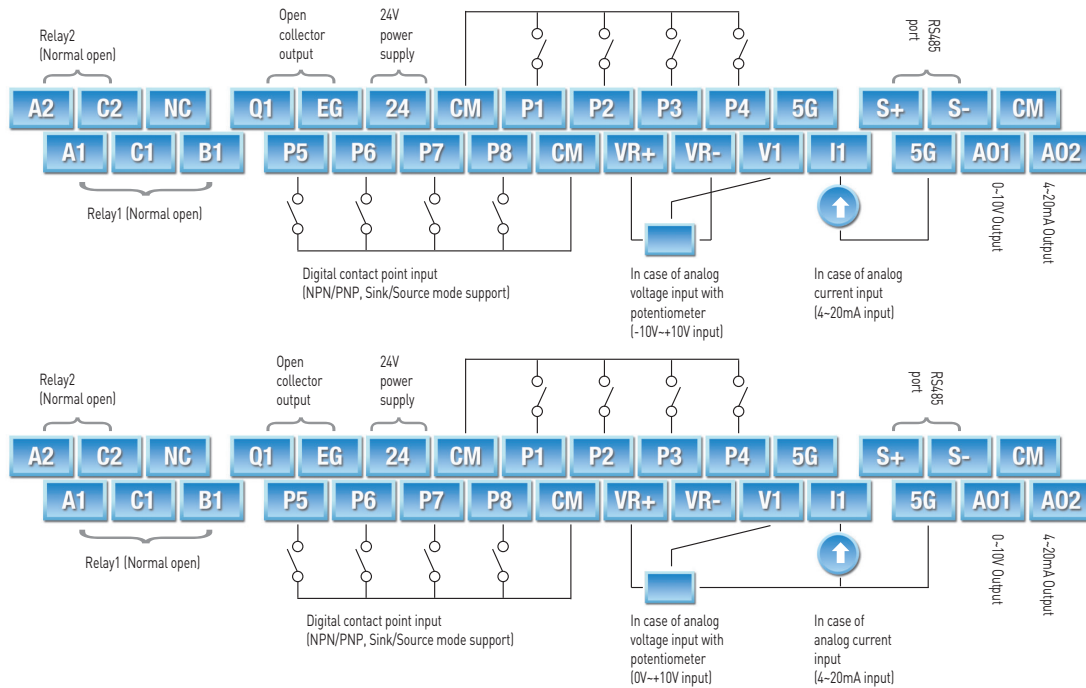 Relay2
(Normal open)
Open
collector
output
24V
power
supply
RS485
port
A2 C2 NC Q1 EG 24 CM P1 P2 P3 P4 5G S+ S- CM
A1 C1 B1 P5 P6 P7 P8 CM VR+ VR- V1 I1 5G AO1 AO2
Relay1 (Normal open)
Digital contact point input
(NPN/PNP, Sink/Source mode support)
In case of analog
voltage input with
potentiometer
(-10V~+10V input)
In case of analog
current input
(4~20mA input)
0~10V Output
4~20mA Output
Relay2
(Normal open)
Open
collector
output
24V
power
supply
RS485
port
A2 C2 NC Q1 EG 24 CM P1 P2 P3 P4 5G S+ S- CM
A1 C1 B1 P5 P6 P7 P8 CM VR+ VR- V1 I1 5G AO1 AO2
Relay1 (Normal open)
Digital contact point input
(NPN/PNP, Sink/Source mode support)
In case of analog
voltage input with
potentiometer
(0V~+10V input)
In case of
analog current
input
(4~20mA input)
0~10V Output
4~20mA Output